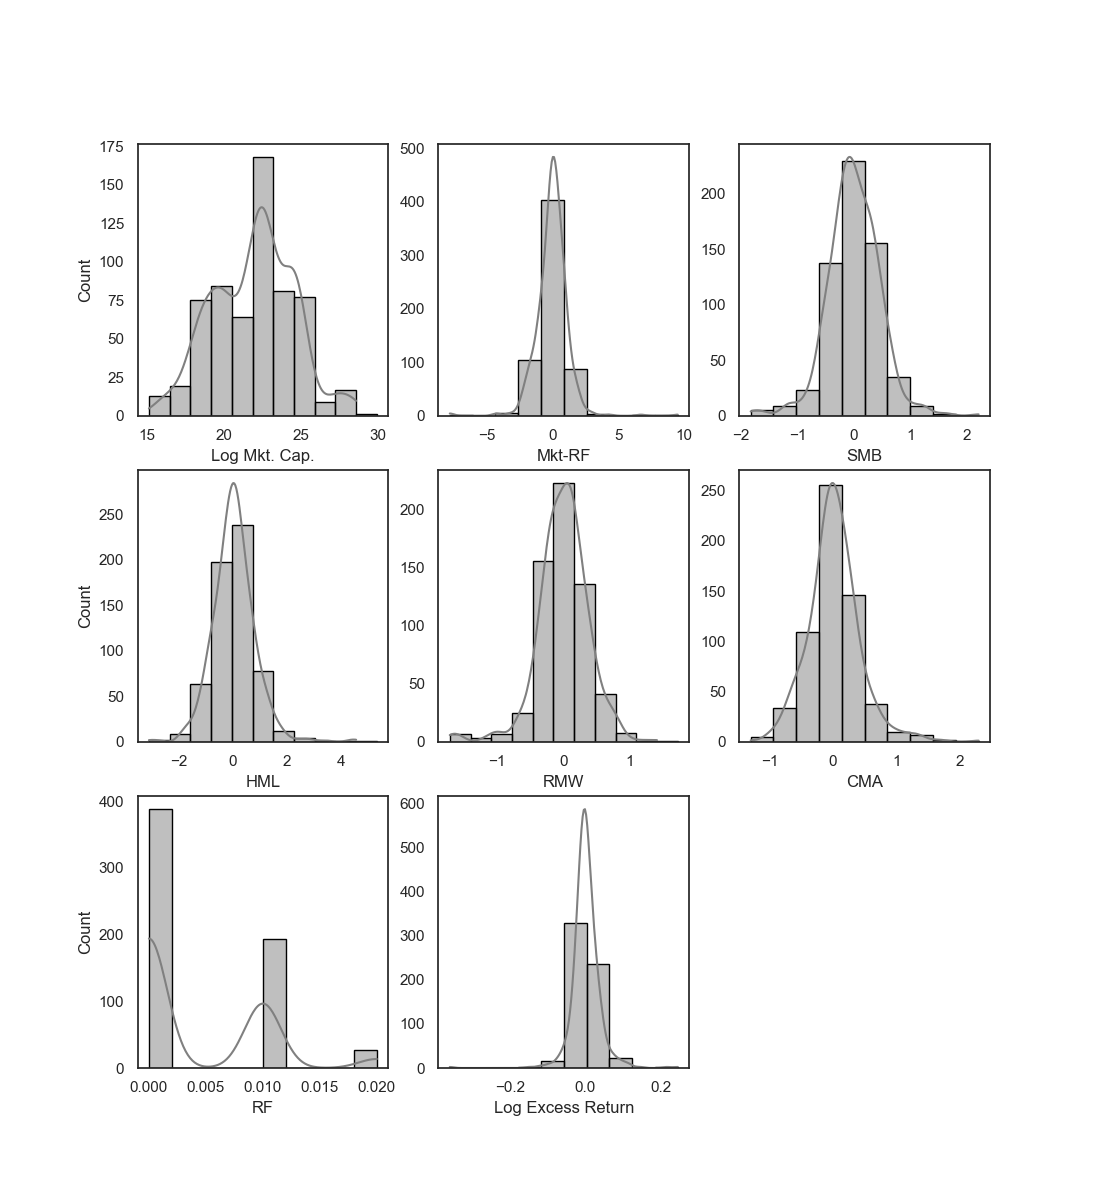 175
150
125
100
75
50
25
0
Count
15 20 25 30
Log Mkt. Cap.
500
400
300
200
100
0
−5 0 5 10
Mkt-RF
200
150
100
50
0
−2 −1 0 1 2
SMB
250
200
150
100
50
0
Count
−2 0 2 4
HML
200
150
100
50
0
−1 0 1
RMW
250
200
150
100
50
0
−1 0 1 2
CMA
400
300
200
100
0
Count
0.000 0.005 0.010 0.015 0.020
RF
600
500
400
300
200
100
0
−0.2 0.0 0.2
Log Excess Return